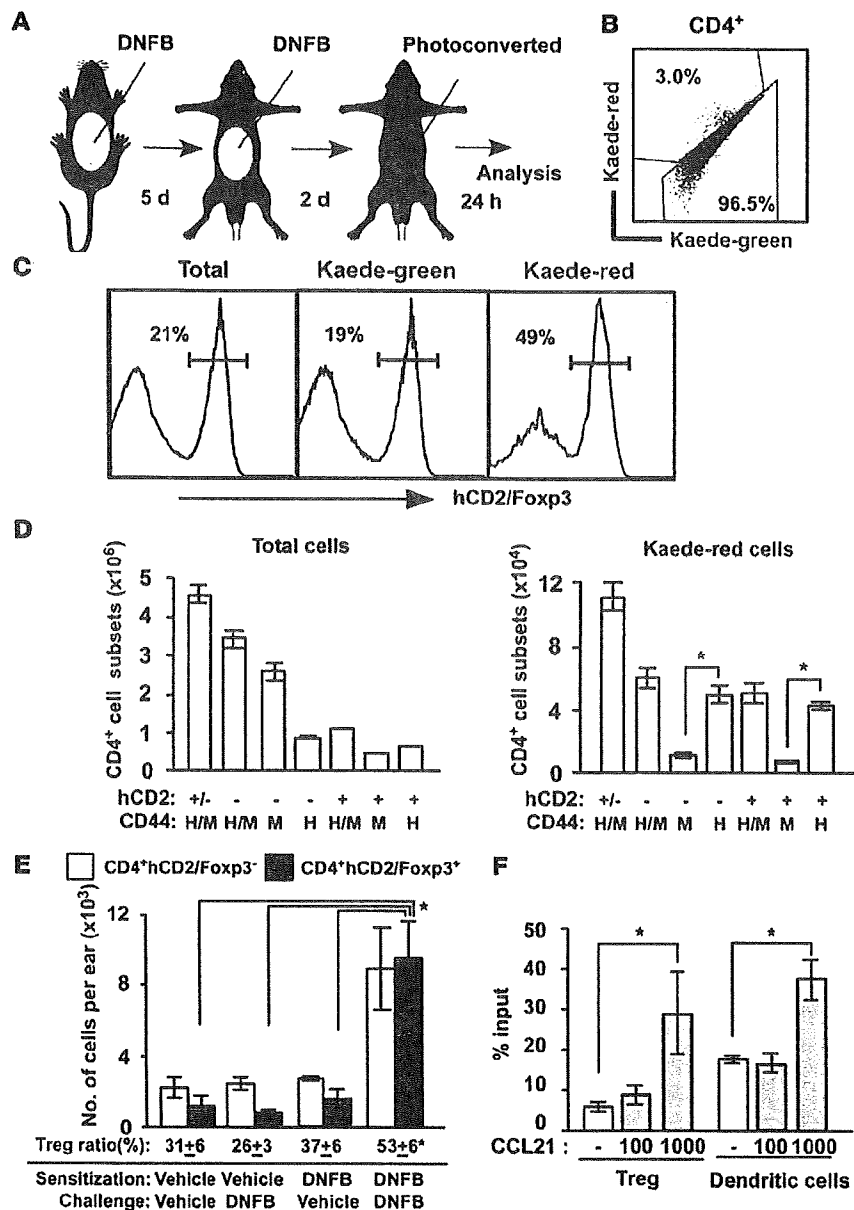 A
DNFB
DNFB
Photoconverted
5 d
2 d
Analysis
24 h
B
CD4⁺
3.0%
96.5%
Kaede-red
Kaede-green
C
Total
Kaede-green
Kaede-red
21%
19%
49%
hCD2/Foxp3
D
Total cells
CD4⁺ cell subsets (x10⁶)
5
4
3
2
1
0
hCD2: +/- - - - + + +
CD44: H/M H/M M H H/M M H
Kaede-red cells
CD4⁺ cell subsets (x10⁴)
12
8
4
0
*
*
hCD2: +/- - - - + + +
CD44: H/M H/M M H H/M M H
E
CD4⁺hCD2/Foxp3⁻
CD4⁺hCD2/Foxp3⁺
No. of cells per ear (x10³)
12
8
4
0
*
Treg ratio(%): 31±6 26±3 37±6 53±6*
Sensitization: Vehicle Vehicle DNFB DNFB
Challenge: Vehicle DNFB Vehicle DNFB
F
% input
50
40
30
20
10
0
*
*
CCL21 : - 100 1000 - 100 1000
Treg
Dendritic cells